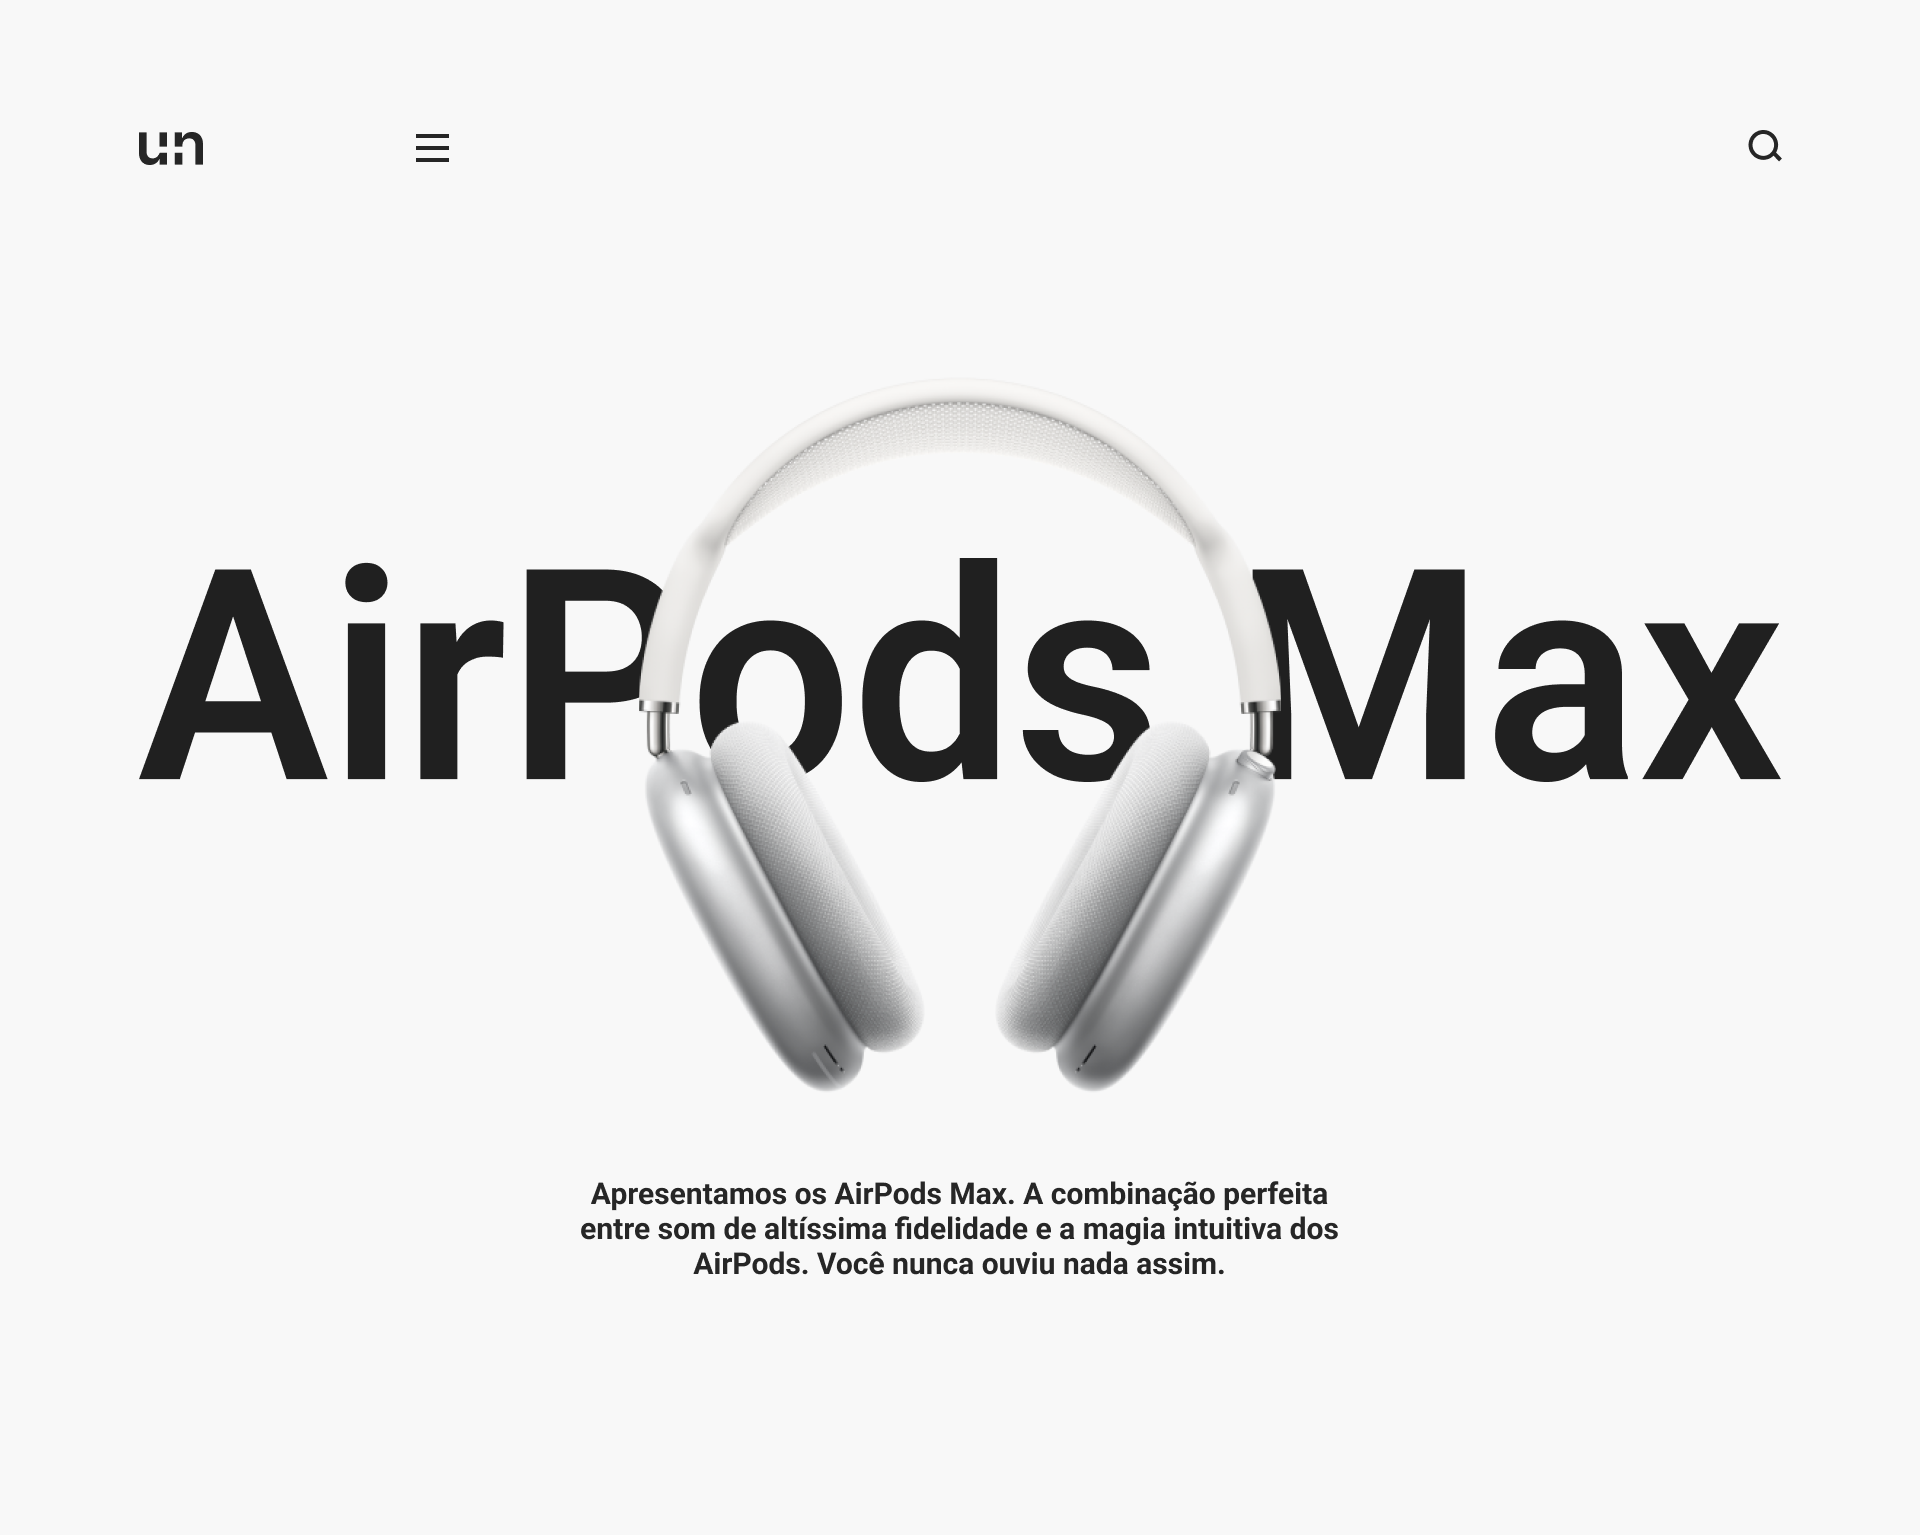 un
AirPods Max
Apresentamos os AirPods Max. A combinação perfeita
entre som de altíssima fidelidade e a magia intuitiva dos
AirPods. Você nunca ouviu nada assim.